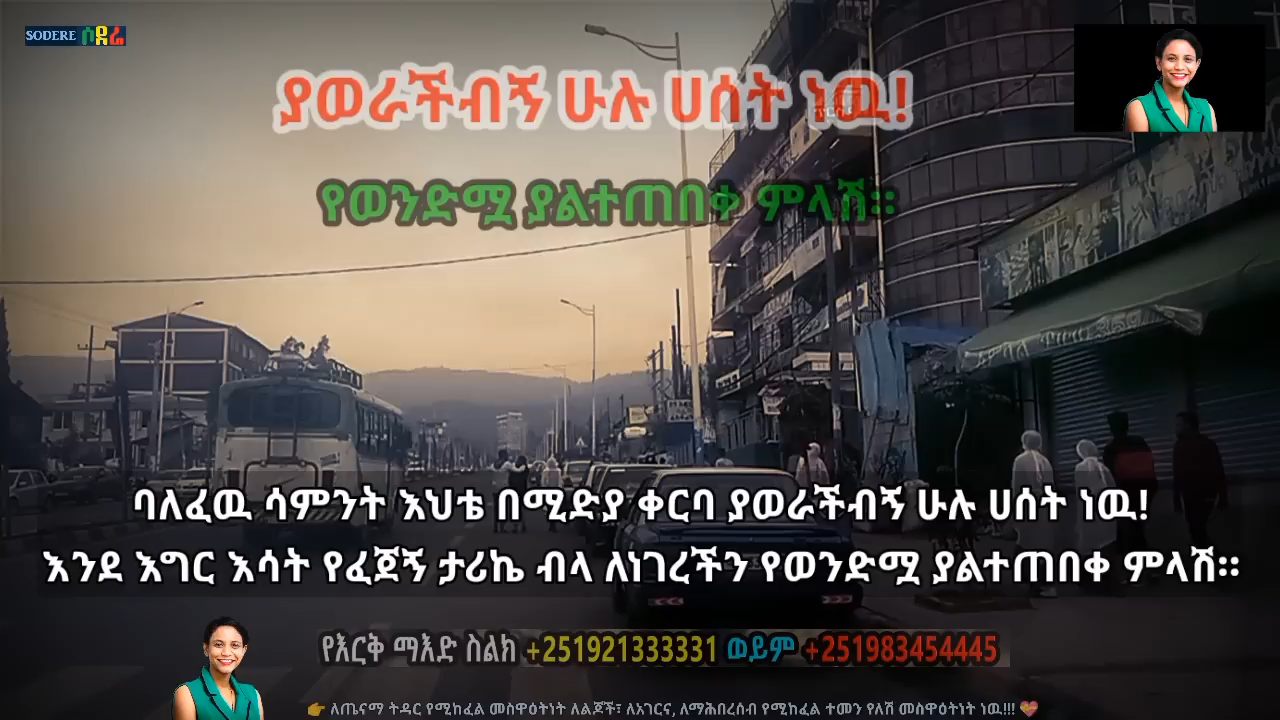 SODERE ሶደሬ
ያወራችብኝ ሁሉ ሀሰት ነዉ!
የወንድሟ ያልተጠበቀ ምላሽ።
ባለፈዉ ሳምንት እህቴ በሚድያ ቀርባ ያወራችብኝ ሁሉ ሀሰት ነዉ!
እንደ እግር እሳት የፈጀኝ ታሪኬ ብላ ለነገረችን የወንድሟ ያልተጠበቀ ምላሽ።
የእርቅ ማእድ ስልክ +251921333331 ወይም +251983454445
👉 ለጤናማ ትዳር የሚከፈል መስዋዕትነት ለልጆች፣ ለአገርና, ለማሕበረሰብ የሚከፈል ተመን የለሽ መስዋዕትነት ነዉ!!! 💝